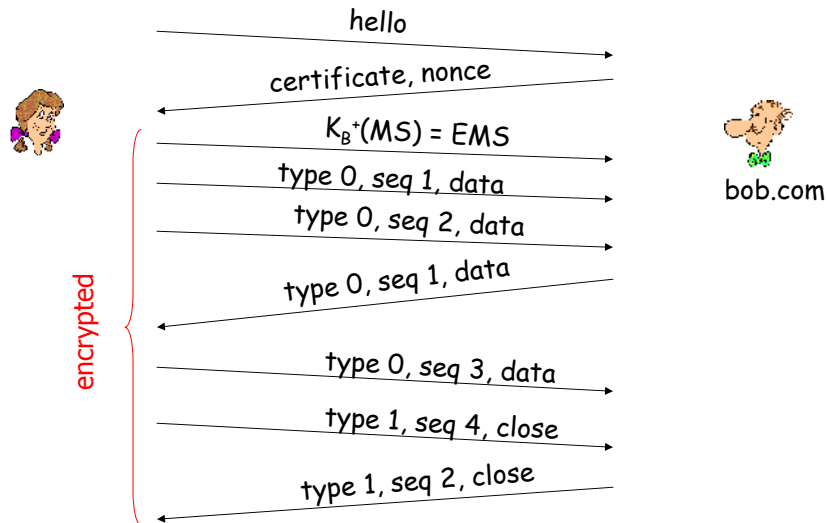 hello
certificate, nonce
K_B⁺(MS) = EMS
type 0, seq 1, data
bob.com
type 0, seq 2, data
type 0, seq 1, data
encrypted
type 0, seq 3, data
type 1, seq 4, close
type 1, seq 2, close